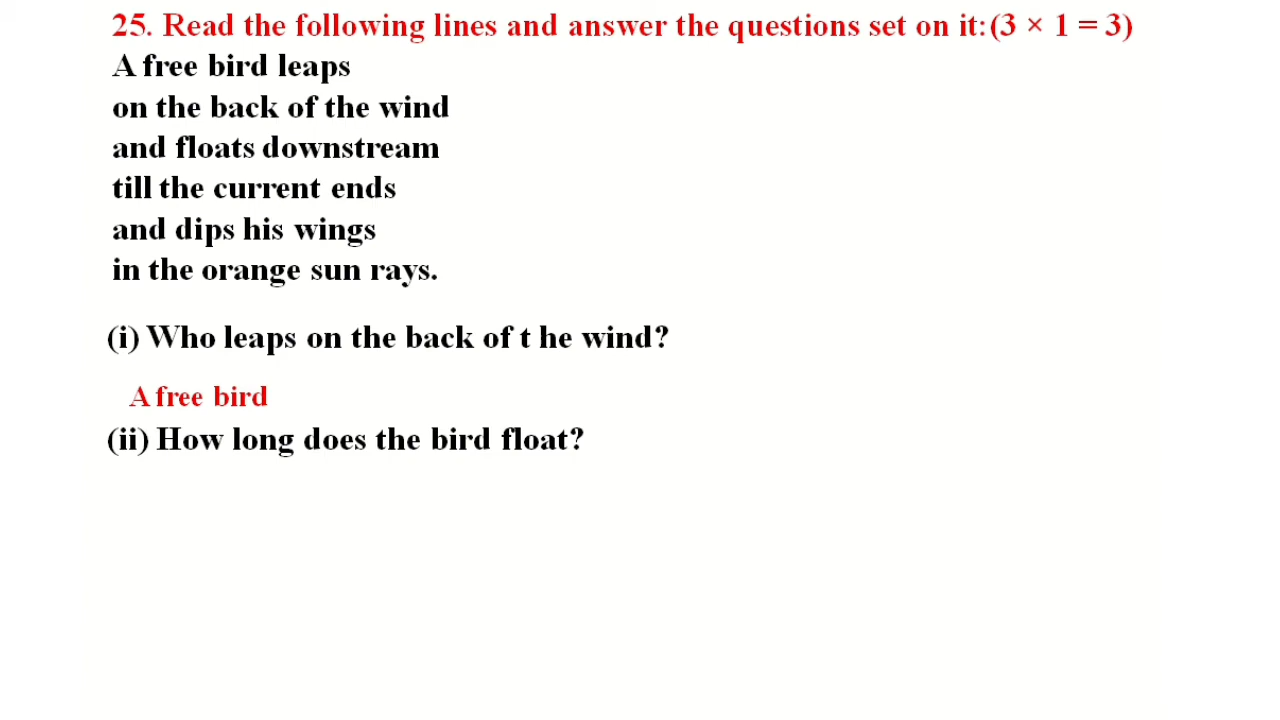 25. Read the following lines and answer the questions set on it:(3 × 1 = 3)
A free bird leaps
on the back of the wind
and floats downstream
till the current ends
and dips his wings
in the orange sun rays.
(i) Who leaps on the back of t he wind?
A free bird
(ii) How long does the bird float?